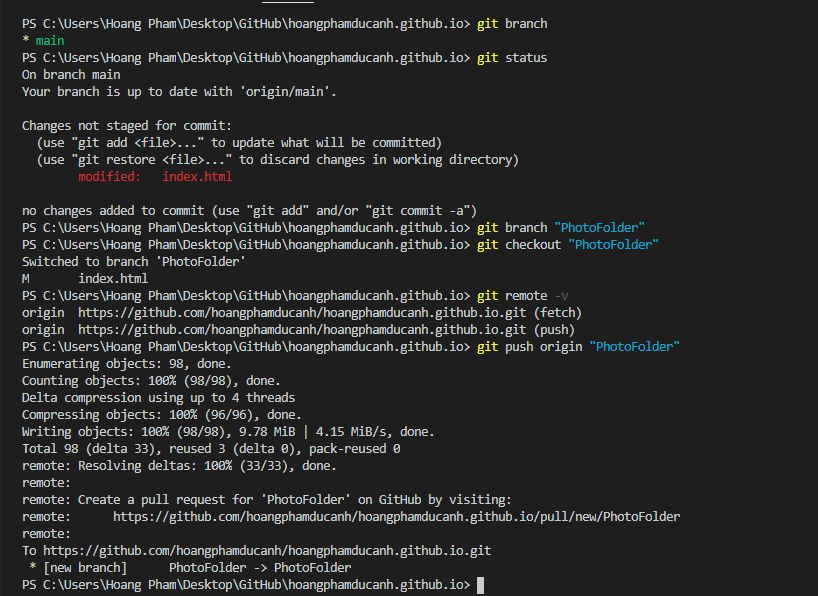 PS C:\Users\Hoang Pham\Desktop\GitHub\hoangphamducanh.github.io> git branch
* main
PS C:\Users\Hoang Pham\Desktop\GitHub\hoangphamducanh.github.io> git status
On branch main
Your branch is up to date with 'origin/main'.
Changes not staged for commit:
  (use "git add <file>..." to update what will be committed)
  (use "git restore <file>..." to discard changes in working directory)
        modified:   index.html
no changes added to commit (use "git add" and/or "git commit -a")
PS C:\Users\Hoang Pham\Desktop\GitHub\hoangphamducanh.github.io> git branch "PhotoFolder"
PS C:\Users\Hoang Pham\Desktop\GitHub\hoangphamducanh.github.io> git checkout "PhotoFolder"
Switched to branch 'PhotoFolder'
M       index.html
PS C:\Users\Hoang Pham\Desktop\GitHub\hoangphamducanh.github.io> git remote -v
origin  https://github.com/hoangphamducanh/hoangphamducanh.github.io.git (fetch)
origin  https://github.com/hoangphamducanh/hoangphamducanh.github.io.git (push)
PS C:\Users\Hoang Pham\Desktop\GitHub\hoangphamducanh.github.io> git push origin "PhotoFolder"
Enumerating objects: 98, done.
Counting objects: 100% (98/98), done.
Delta compression using up to 4 threads
Compressing objects: 100% (96/96), done.
Writing objects: 100% (98/98), 9.78 MiB | 4.15 MiB/s, done.
Total 98 (delta 33), reused 3 (delta 0), pack-reused 0
remote: Resolving deltas: 100% (33/33), done.
remote:
remote: Create a pull request for 'PhotoFolder' on GitHub by visiting:
remote:      https://github.com/hoangphamducanh/hoangphamducanh.github.io/pull/new/PhotoFolder
remote:
To https://github.com/hoangphamducanh/hoangphamducanh.github.io.git
 * [new branch]      PhotoFolder -> PhotoFolder
PS C:\Users\Hoang Pham\Desktop\GitHub\hoangphamducanh.github.io>